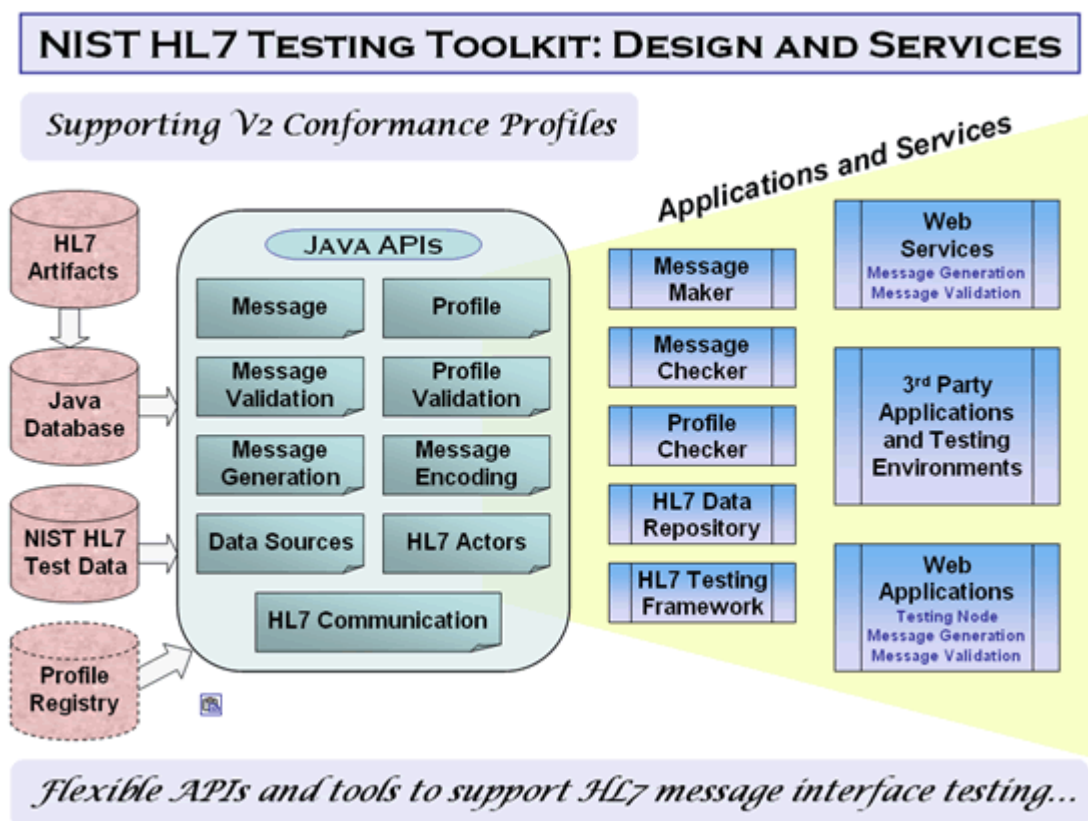 NIST HL7 Testing Toolkit: Design and Services
Supporting V2 Conformance Profiles
Applications and Services
HL7
Artifacts
Java
Database
NIST HL7
Test Data
Profile
Registry
Java APIs
Message
Profile
Message
Validation
Profile
Validation
Message
Generation
Message
Encoding
Data Sources
HL7 Actors
HL7 Communication
Message
Maker
Message
Checker
Profile
Checker
HL7 Data
Repository
HL7 Testing
Framework
Web
Services
Message Generation
Message Validation
3rd Party
Applications
and Testing
Environments
Web
Applications
Testing Node
Message Generation
Message Validation
Flexible APIs and tools to support HL7 message interface testing...